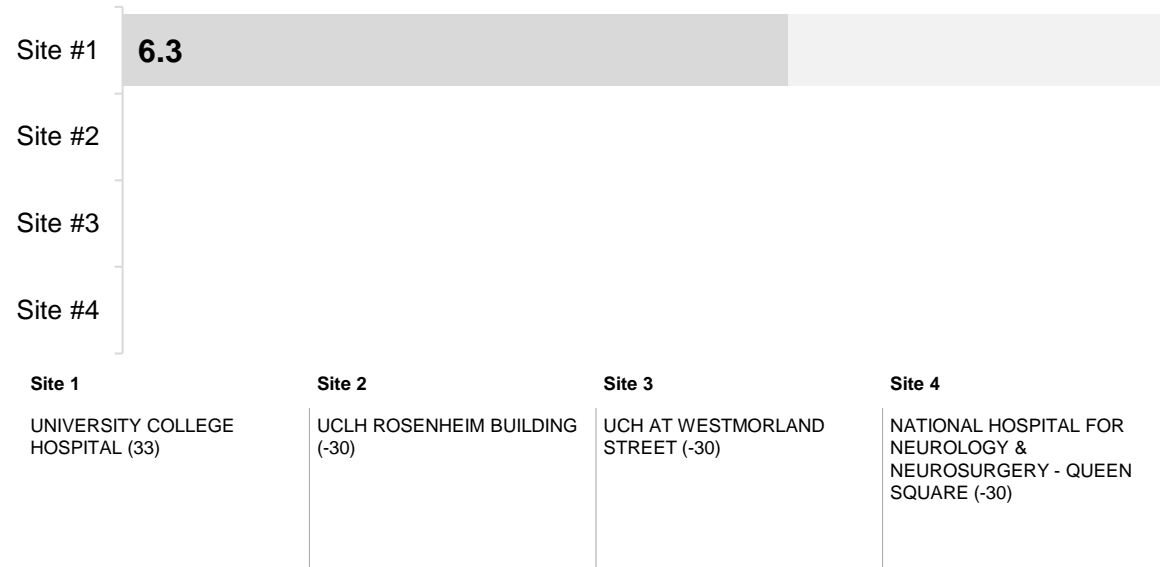 Site #1
6.3
Site #2
Site #3
Site #4
Site 1
Site 2
Site 3
Site 4
UNIVERSITY COLLEGE
HOSPITAL (33)
UCLH ROSENHEIM BUILDING
(-30)
UCH AT WESTMORLAND
STREET (-30)
NATIONAL HOSPITAL FOR
NEUROLOGY &
NEUROSURGERY - QUEEN
SQUARE (-30)